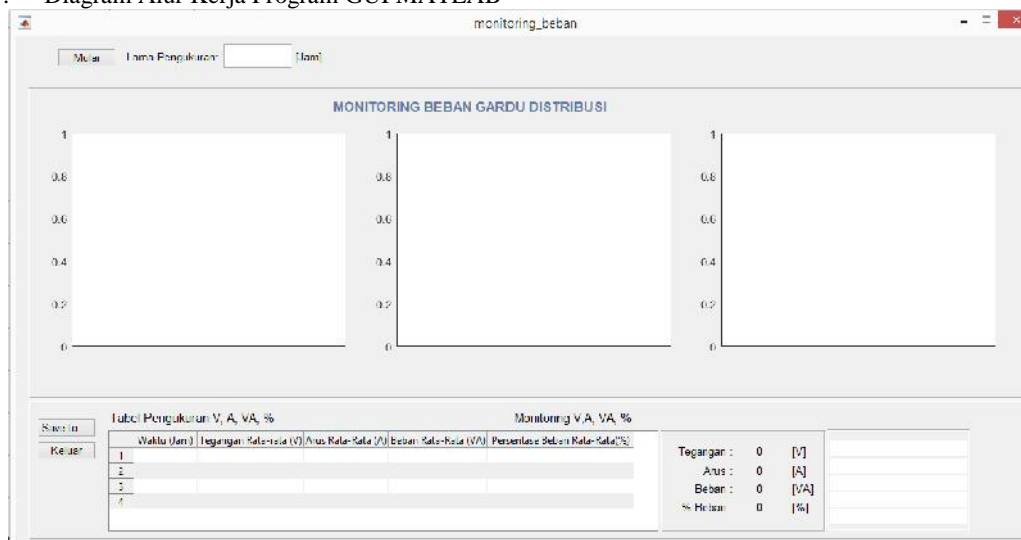 Diagram Alur Kerja Program GUI MATLAB
monitoring_beban
Mulai Lama Pengukuran: [Jam]
MONITORING BEBAN GARDU DISTRIBUSI
1 1 1
0.8 0.8 0.8
0.6 0.6 0.6
0.4 0.4 0.4
0.2 0.2 0.2
0 0 0
Tabel Pengukuran V, A, VA, % Monitoring V,A, VA, %
Save to
Keluar
Waktu (Jam) Tegangan Rata-rata (V) Arus Rata-Rata (A) Beban Rata-Rata (VA) Persentase Beban Rata-Rata(%)
1
2
3
4
Tegangan : 0 [V]
Arus : 0 [A]
Beban : 0 [VA]
% Beban 0 [%]